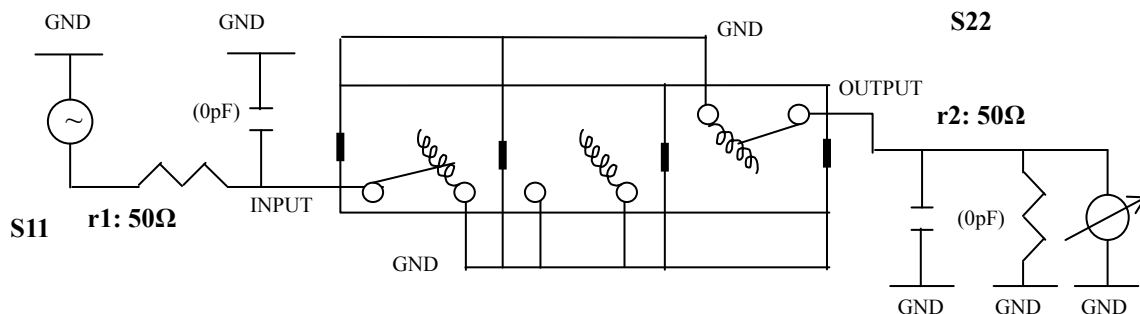 GND
GND
GND
S22
OUTPUT
(0pF)
r2: 50Ω
~
INPUT
r1: 50Ω
S11
(0pF)
GND
GND
GND
GND